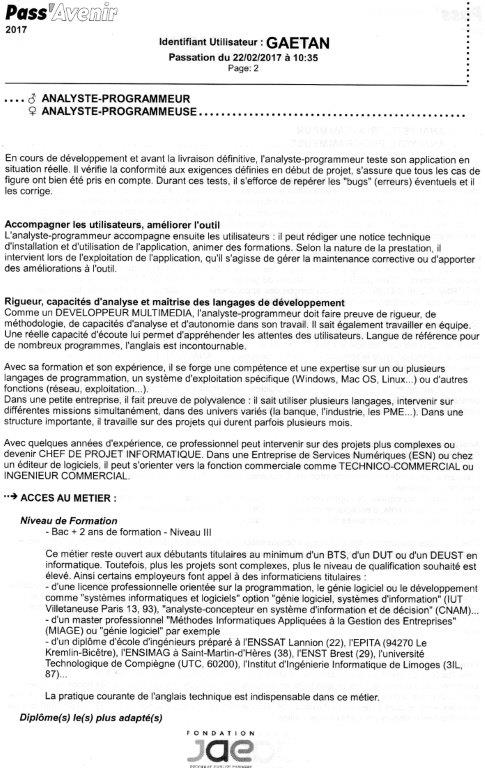 Pass'Avenir
2017
Identifiant Utilisateur : GAETAN
Passation du 22/02/2017 à 10:35
Page: 2
.... ♂ ANALYSTE-PROGRAMMEUR
♀ ANALYSTE-PROGRAMMEUSE
En cours de développement et avant la livraison définitive, l'analyste-programmeur teste son application en
situation réelle. Il vérifie la conformité aux exigences définies en début de projet, s'assure que tous les cas de
figure ont bien été pris en compte. Durant ces tests, il s'efforce de repérer les "bugs" (erreurs) éventuels et il
les corrige.
Accompagner les utilisateurs, améliorer l'outil
L'analyste-programmeur accompagne ensuite les utilisateurs : il peut rédiger une notice technique
d'installation et d'utilisation de l'application, animer des formations. Selon la nature de la prestation, il
intervient lors de l'exploitation de l'application, qu'il s'agisse de gérer la maintenance corrective ou d'apporter
des améliorations à l'outil.
Rigueur, capacités d'analyse et maîtrise des langages de développement
Comme un DEVELOPPEUR MULTIMEDIA, l'analyste-programmeur doit faire preuve de rigueur, de
méthodologie, de capacités d'analyse et d'autonomie dans son travail. Il sait également travailler en équipe.
Une réelle capacité d'écoute lui permet d'appréhender les attentes des utilisateurs. Langue de référence pour
de nombreux programmes, l'anglais est incontournable.
Avec sa formation et son expérience, il se forge une compétence et une expertise sur un ou plusieurs
langages de programmation, un système d'exploitation spécifique (Windows, Mac OS, Linux...) ou d'autres
fonctions (réseau, exploitation...).
Dans une petite entreprise, il fait preuve de polyvalence : il sait utiliser plusieurs langages, intervenir sur
différentes missions simultanément, dans des univers variés (la banque, l'industrie, les PME...). Dans une
structure importante, il travaille sur des projets qui durent parfois plusieurs mois.
Avec quelques années d'expérience, ce professionnel peut intervenir sur des projets plus complexes ou
devenir CHEF DE PROJET INFORMATIQUE. Dans une Entreprise de Services Numériques (ESN) ou chez
un éditeur de logiciels, il peut s'orienter vers la fonction commerciale comme TECHNICO-COMMERCIAL ou
INGENIEUR COMMERCIAL.
➔ ACCES AU METIER :
Niveau de Formation
- Bac + 2 ans de formation - Niveau III
Ce métier reste ouvert aux débutants titulaires au minimum d'un BTS, d'un DUT ou d'un DEUST en
informatique. Toutefois, plus les projets sont complexes, plus le niveau de qualification souhaité est
élevé. Ainsi certains employeurs font appel à des informaticiens titulaires :
- d'une licence professionnelle orientée sur la programmation, le génie logiciel ou le développement
comme "systèmes informatiques et logiciels" option "génie logiciel, systèmes d'information" (IUT
Villetaneuse Paris 13, 93), "analyste-concepteur en système d'information et de décision" (CNAM)...
- d'un master professionnel "Méthodes Informatiques Appliquées à la Gestion des Entreprises"
(MIAGE) ou "génie logiciel" par exemple
- d'un diplôme d'école d'ingénieurs préparé à l'ENSSAT Lannion (22), l'EPITA (94270 Le
Kremlin-Bicêtre), l'ENSIMAG à Saint-Martin-d'Hères (38), l'ENST Brest (29), l'université
Technologique de Compiègne (UTC, 60200), l'Institut d'Ingénierie Informatique de Limoges (3IL,
87)...
La pratique courante de l'anglais technique est indispensable dans ce métier.
Diplôme(s) le(s) plus adapté(s)
FONDATION
JAE